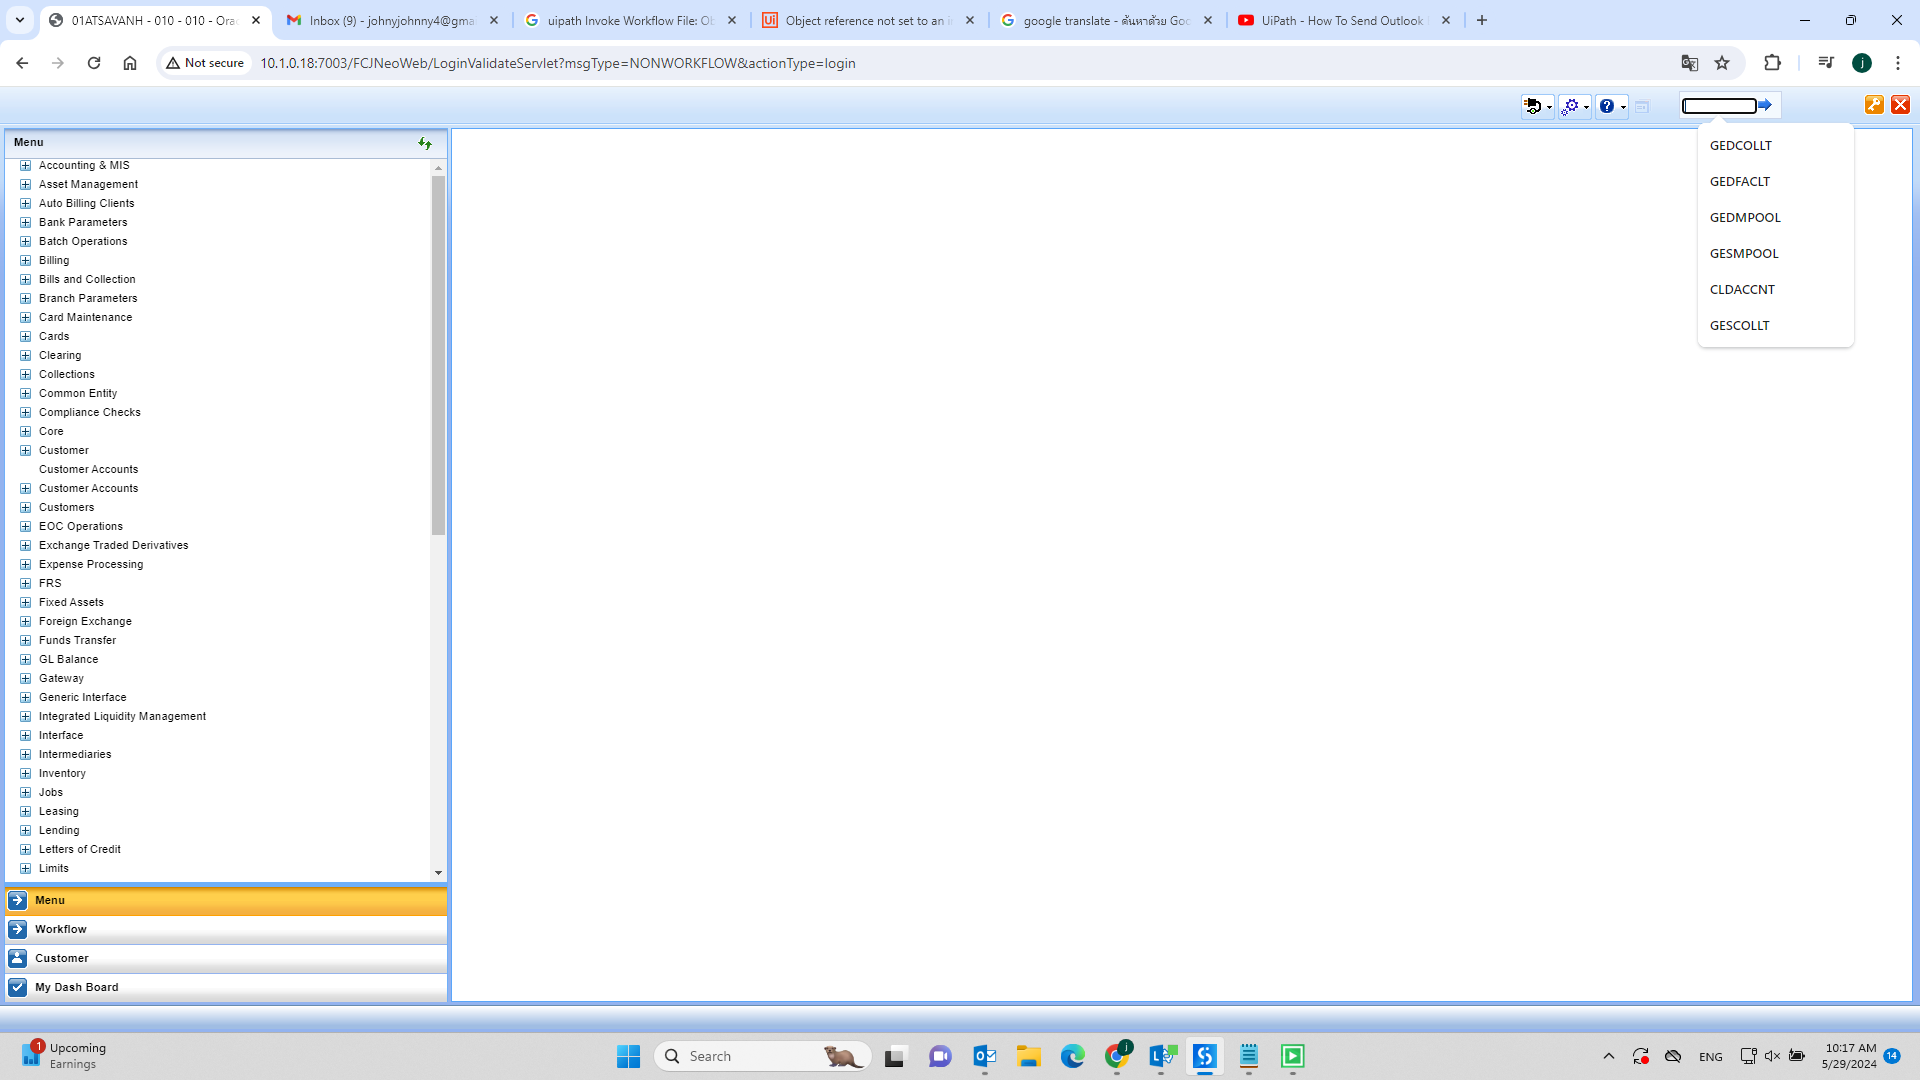 01ATSAVANH - 010 - 010 - Ora
Inbox (9) - johnyjohnny4@gmai
uipath Invoke Workflow File: Ob
Object reference not set to an in
google translate - ค้นหาด้วย Goo
UiPath - How To Send Outlook
Not secure
10.1.0.18:7003/FCJNeoWeb/LoginValidateServlet?msgType=NONWORKFLOW&actionType=login
Menu
Accounting & MIS
Asset Management
Auto Billing Clients
Bank Parameters
Batch Operations
Billing
Bills and Collection
Branch Parameters
Card Maintenance
Cards
Clearing
Collections
Common Entity
Compliance Checks
Core
Customer
Customer Accounts
Customer Accounts
Customers
EOC Operations
Exchange Traded Derivatives
Expense Processing
FRS
Fixed Assets
Foreign Exchange
Funds Transfer
GL Balance
Gateway
Generic Interface
Integrated Liquidity Management
Interface
Intermediaries
Inventory
Jobs
Leasing
Lending
Letters of Credit
Limits
Menu
Workflow
Customer
My Dash Board
GEDCOLLT
GEDFACLT
GEDMPOOL
GESMPOOL
CLDACCNT
GESCOLLT
1
Upcoming
Earnings
Search
ENG
10:17 AM
5/29/2024
14